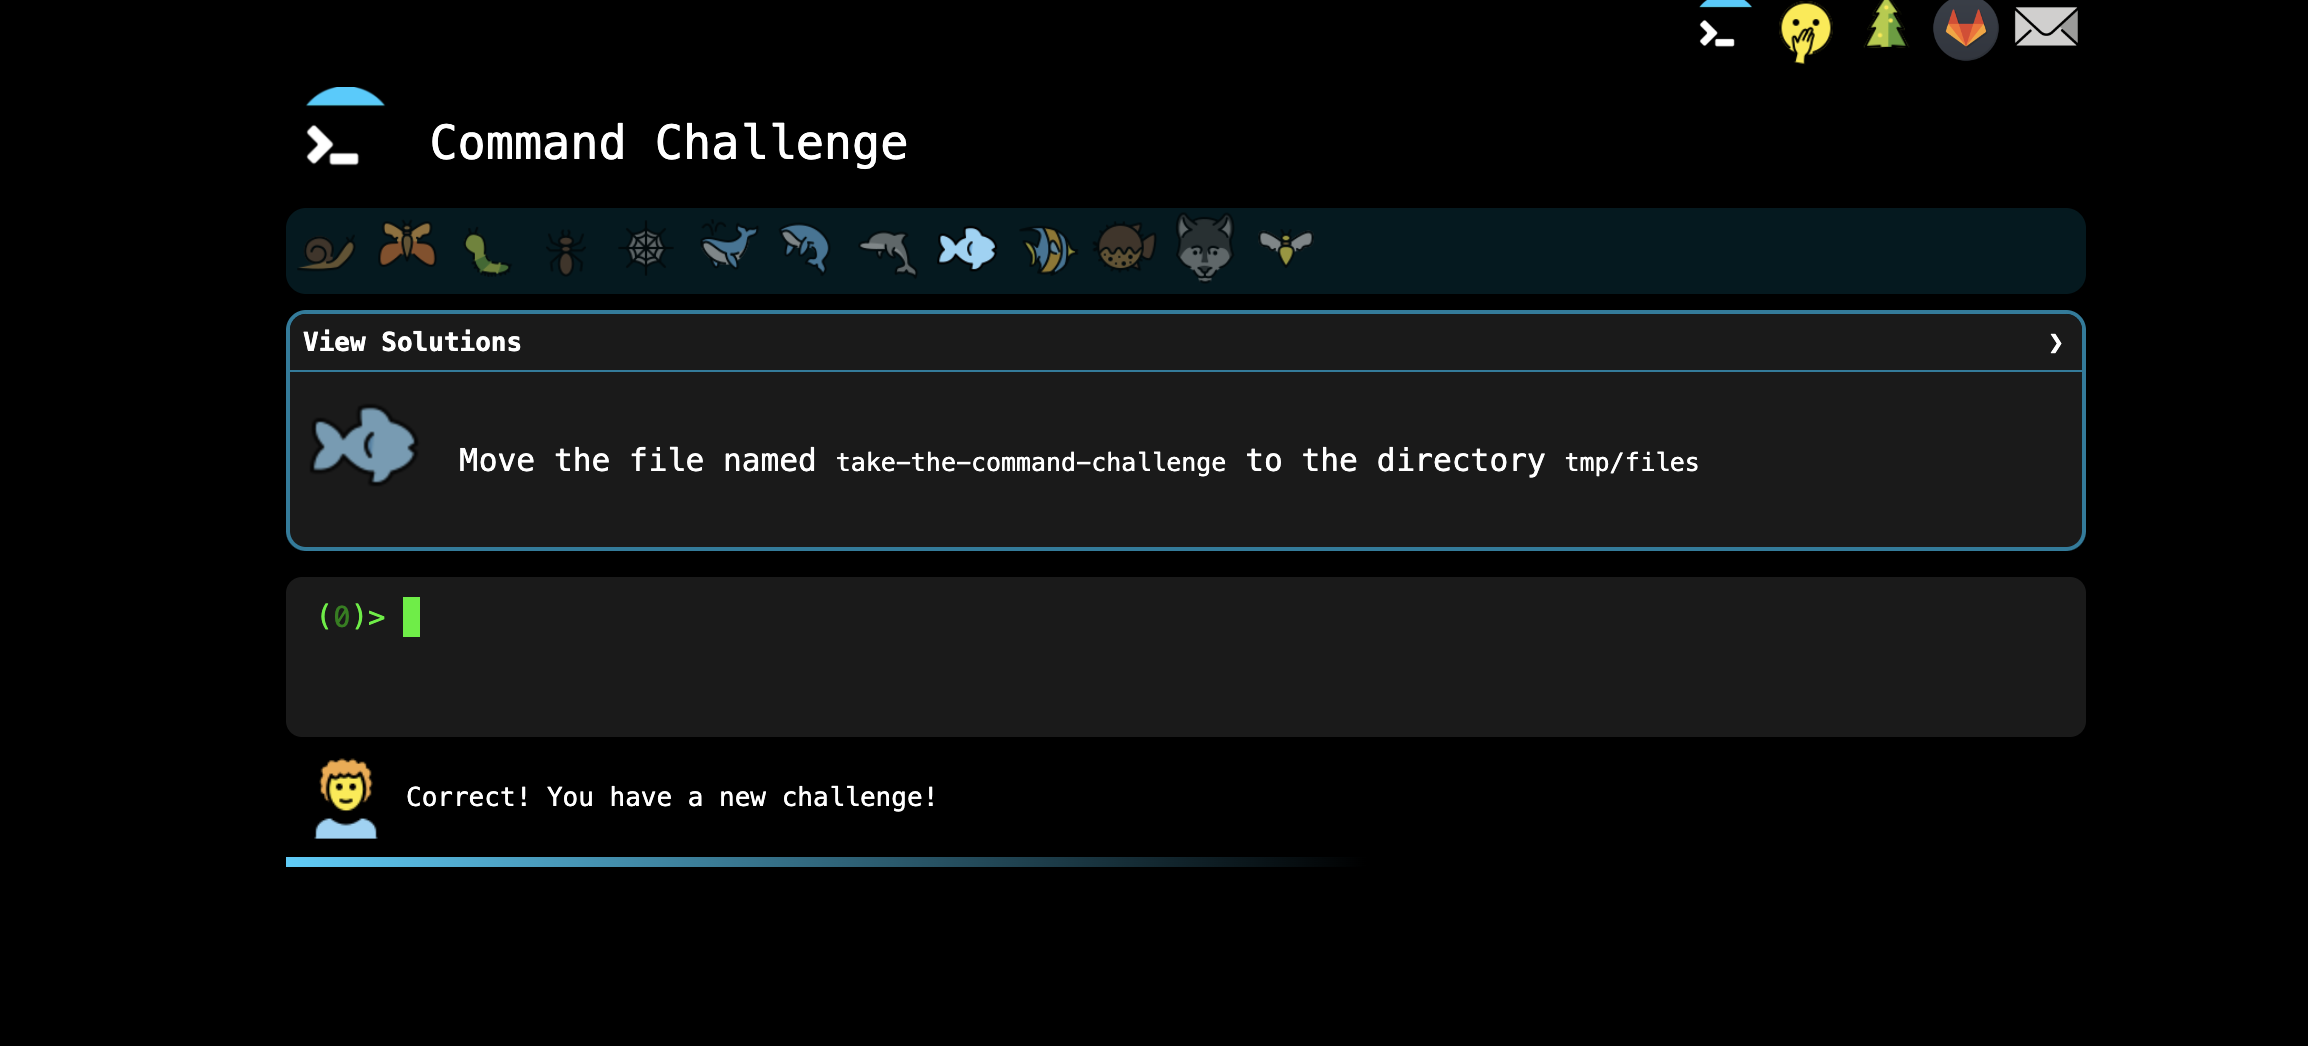 Command Challenge
View Solutions
Move the file named take-the-command-challenge to the directory tmp/files
(0)>
Correct! You have a new challenge!